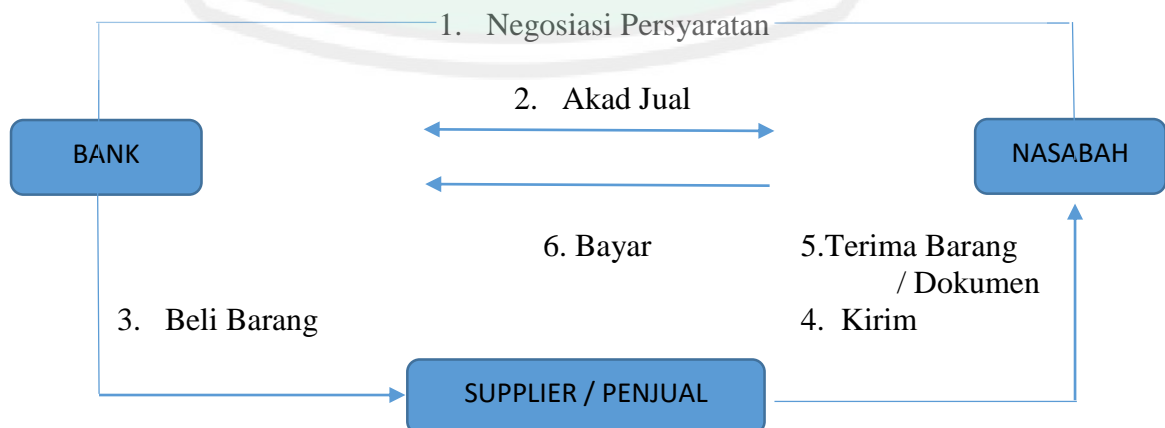 1. Negosiasi Persyaratan
2. Akad Jual
BANK
NASABAH
6. Bayar
5.Terima Barang
/ Dokumen
3. Beli Barang
4. Kirim
SUPPLIER / PENJUAL